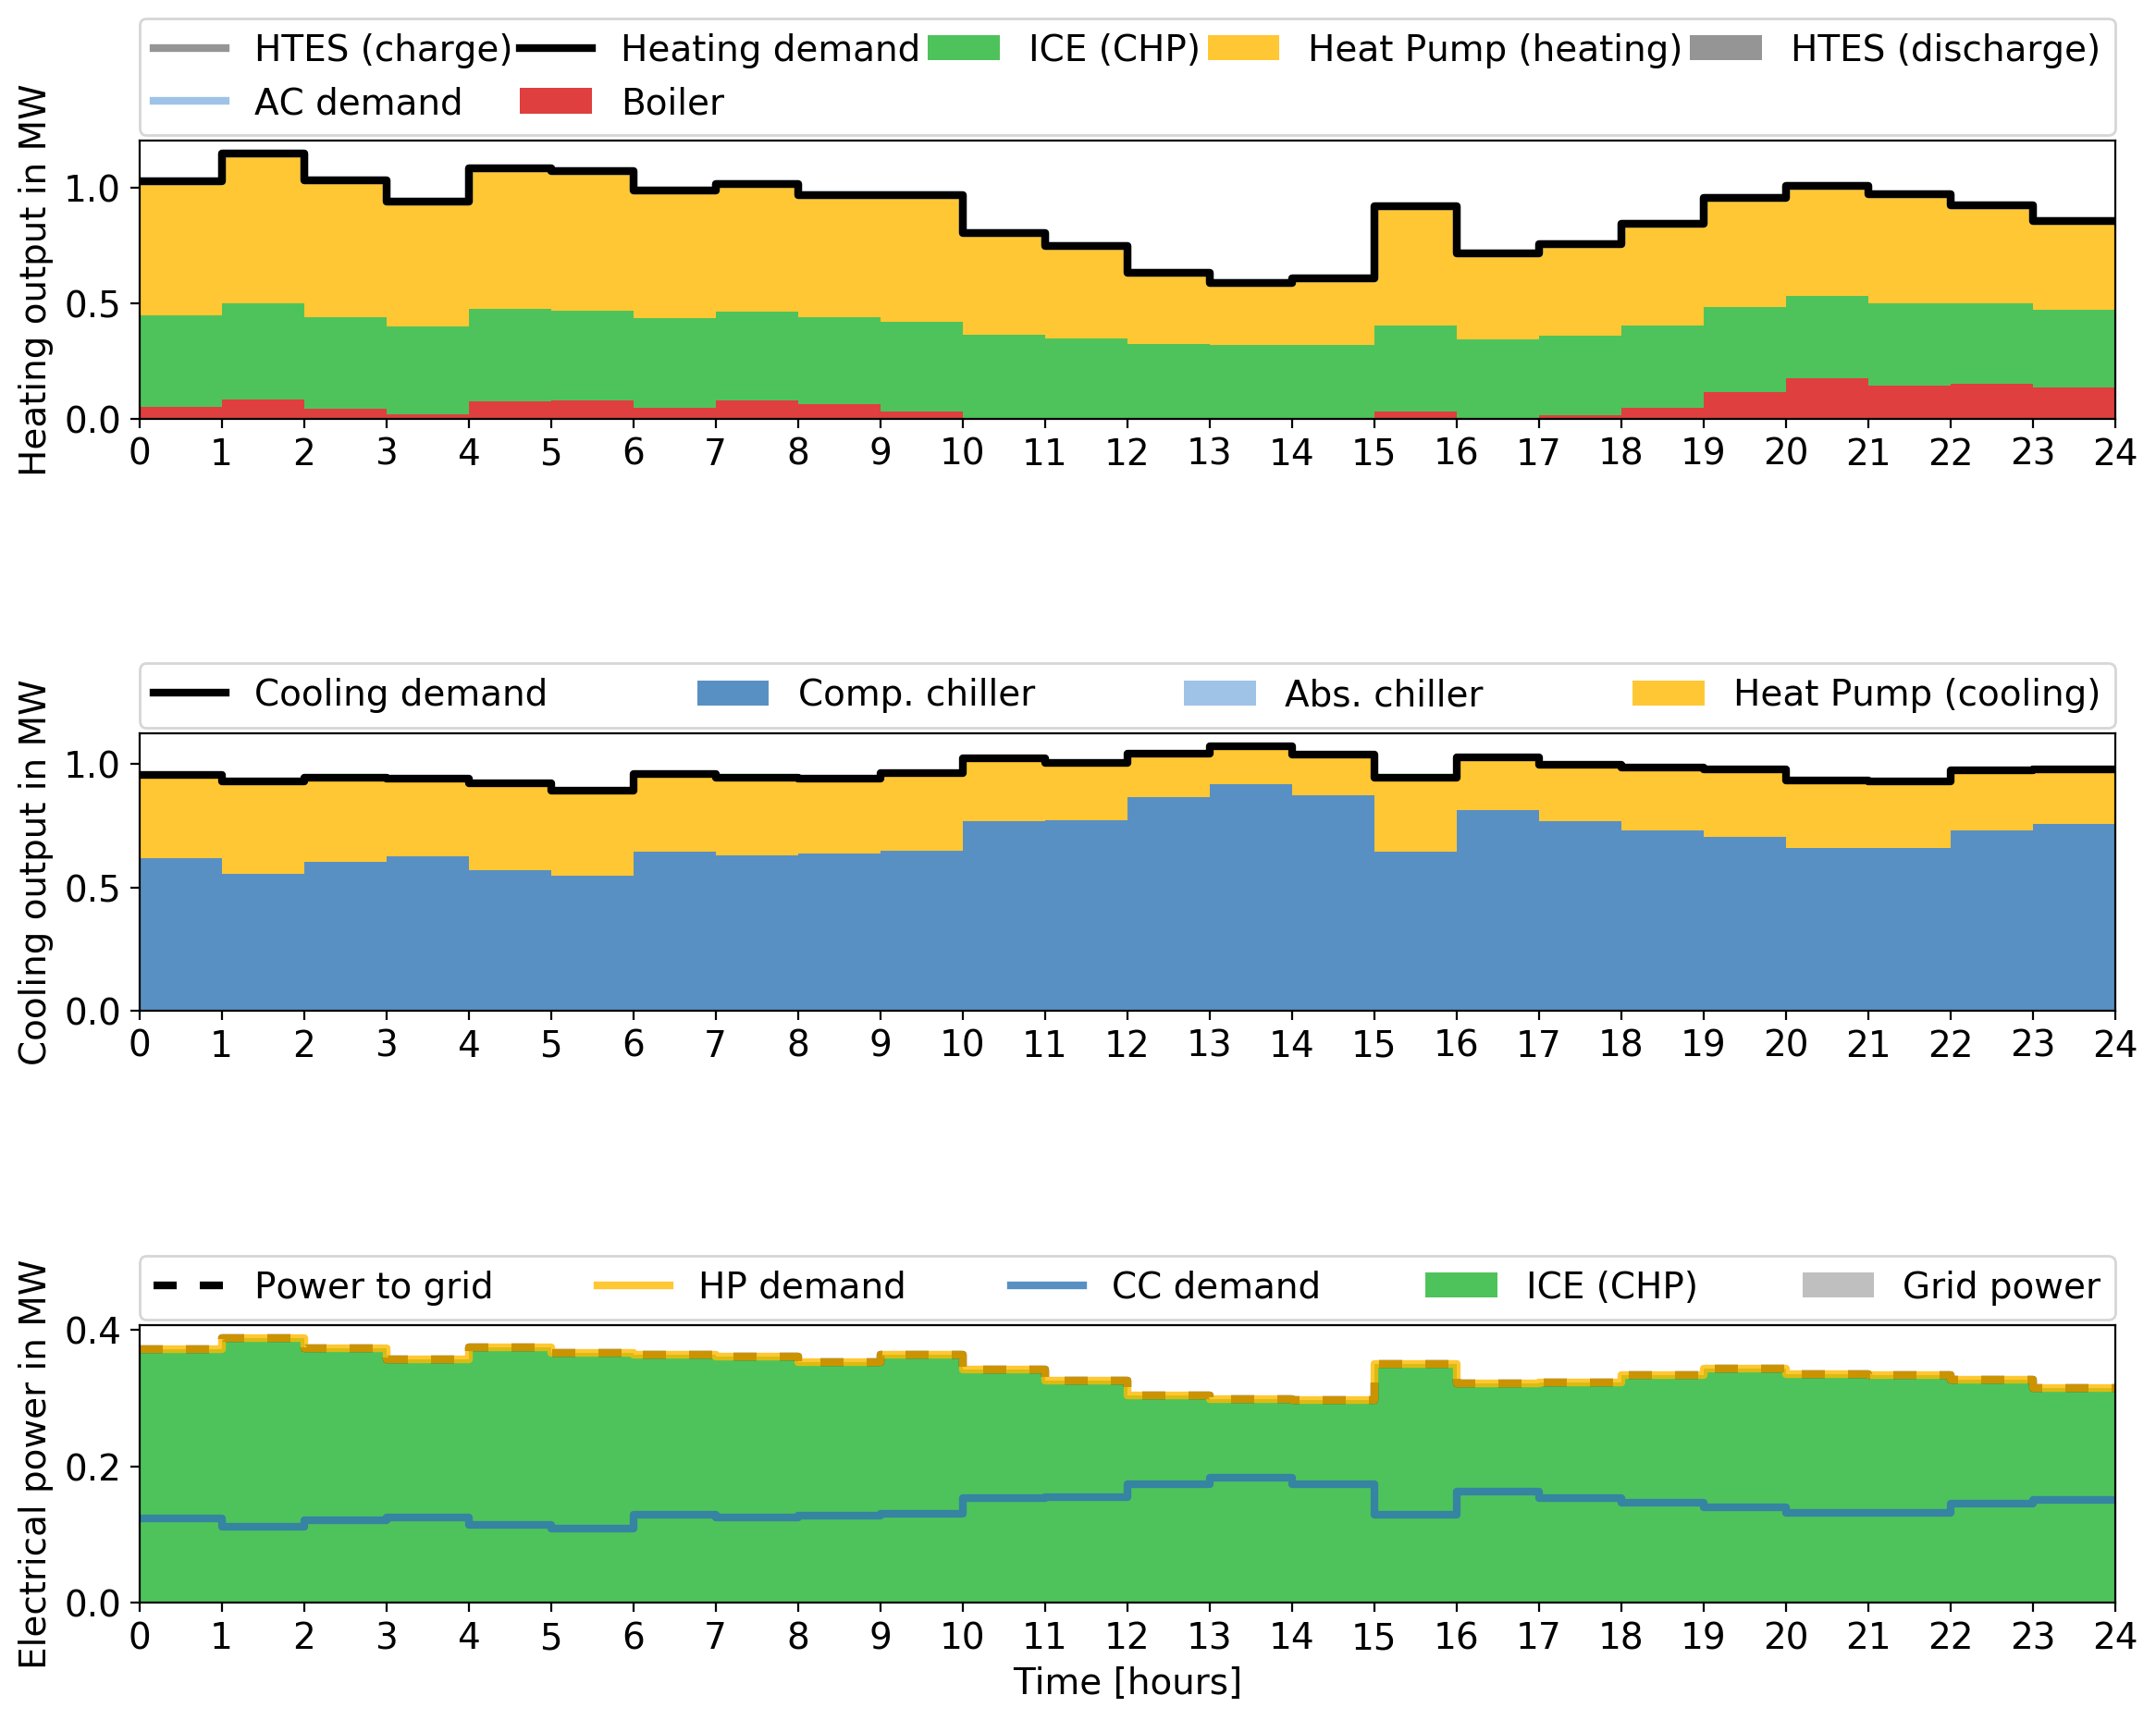 HTES (charge) Heating demand ICE (CHP) Heat Pump (heating) HTES (discharge)
AC demand Boiler
Heating output in MW
1.0
0.5
0.0
0 1 2 3 4 5 6 7 8 9 10 11 12 13 14 15 16 17 18 19 20 21 22 23 24
Cooling demand Comp. chiller Abs. chiller Heat Pump (cooling)
Cooling output in MW
1.0
0.5
0.0
0 1 2 3 4 5 6 7 8 9 10 11 12 13 14 15 16 17 18 19 20 21 22 23 24
Power to grid HP demand CC demand ICE (CHP) Grid power
Electrical power in MW
0.4
0.2
0.0
0 1 2 3 4 5 6 7 8 9 10 11 12 13 14 15 16 17 18 19 20 21 22 23 24
Time [hours]